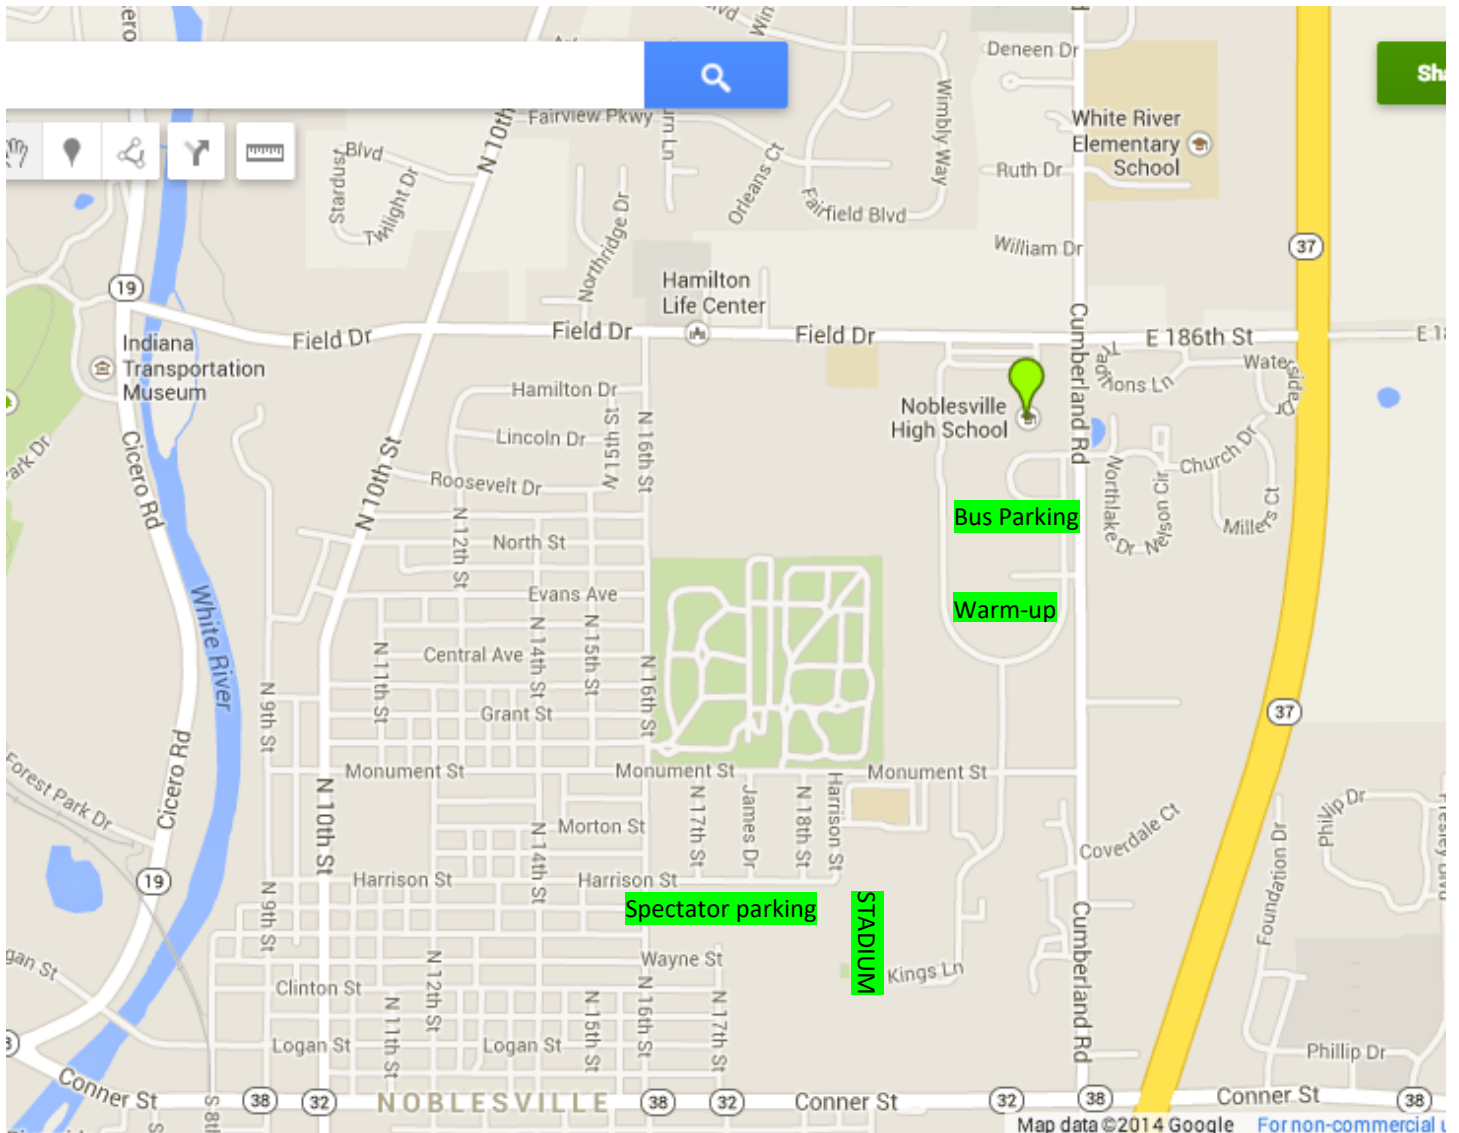 Deneen Dr
White River
Elementary
School
Fairview Pkwy
N 10th
Stardust
Blvd
Twilight Dr
Northridge Dr
Orleans Ct
Wimbly Way
Fairfield Blvd
Ruth Dr
William Dr
37
19
Hamilton
Life Center
Field Dr
Field Dr
Field Dr
E 186th St
Cumberland Rd
Indiana
Transportation
Museum
Noblesville
High School
Hamilton Dr
Lincoln Dr
N 15th St
N 16th St
Roosevelt Dr
Church Dr
Millers Ct
Northlake Dr
Nelson Cir
Cicero Rd
N 10th St
N 12th St
North St
Bus Parking
Evans Ave
Warm-up
White River
Central Ave
N 11th St
N 14th St
N 15th St
N 16th St
N 9th St
Grant St
37
Monument St
Monument St
Monument St
Forest Park Dr
Cicero Rd
N 10th St
Morton St
N 14th St
N 17th St
James Dr
N 18th St
Harrison St
Coverdale Ct
Foundation Dr
Philip Dr
19
Harrison St
Harrison St
Spectator parking
STADIUM
N 9th St
Wayne St
Kings Ln
Cumberland Rd
Clinton St
N 12th St
N 11th St
N 15th St
N 16th St
N 17th St
Logan St
Logan St
Phillip Dr
Conner St
38
32
NOBLESVILLE
38
32
Conner St
32
38
Conner St
38
Map data ©2014 Google
For non-commercial